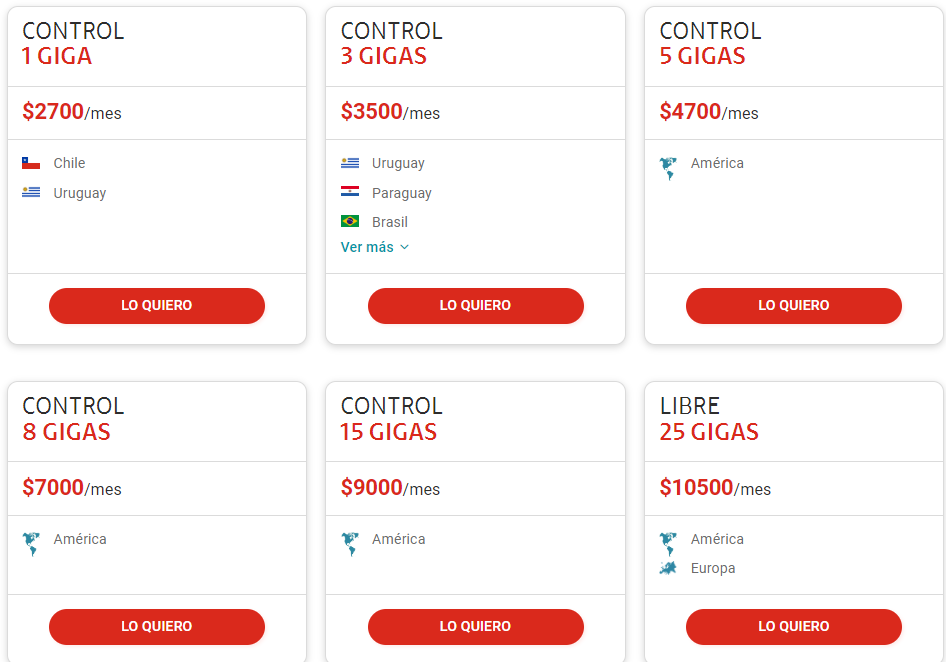 CONTROL
1 GIGA
$2700/mes
Chile
Uruguay
LO QUIERO
CONTROL
3 GIGAS
$3500/mes
Uruguay
Paraguay
Brasil
Ver más
LO QUIERO
CONTROL
5 GIGAS
$4700/mes
América
LO QUIERO
CONTROL
8 GIGAS
$7000/mes
América
LO QUIERO
CONTROL
15 GIGAS
$9000/mes
América
LO QUIERO
LIBRE
25 GIGAS
$10500/mes
América
Europa
LO QUIERO